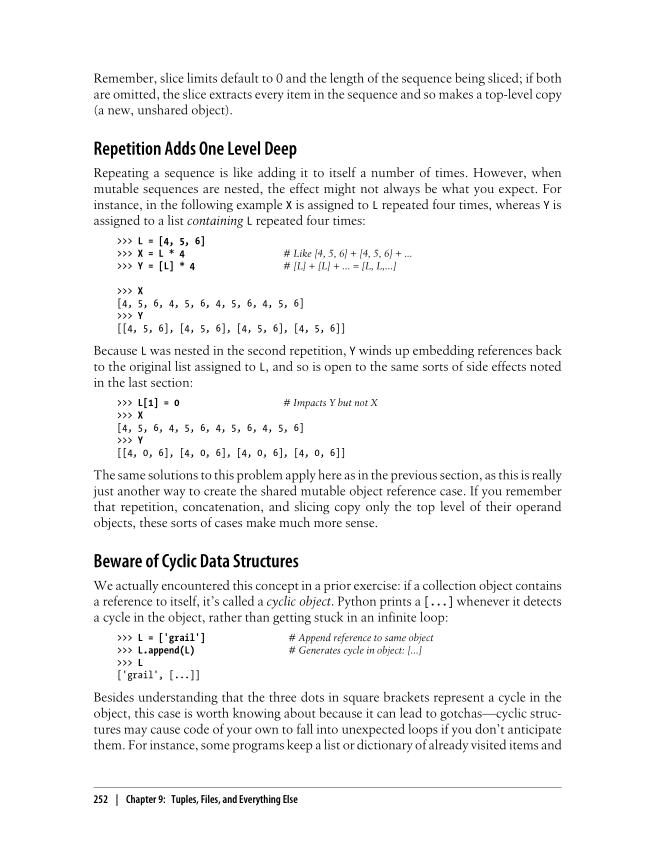 Remember, slice limits default to 0 and the length of the sequence being sliced; if both
are omitted, the slice extracts every item in the sequence and so makes a top-level copy
(a new, unshared object).
Repetition Adds One Level Deep
Repeating a sequence is like adding it to itself a number of times. However, when
mutable sequences are nested, the effect might not always be what you expect. For
instance, in the following example X is assigned to L repeated four times, whereas Y is
assigned to a list containing L repeated four times:
>>> L = [4, 5, 6]
>>> X = L * 4 # Like [4, 5, 6] + [4, 5, 6] + ...
>>> Y = [L] * 4 # [L] + [L] + ... = [L, L,...]
>>> X
[4, 5, 6, 4, 5, 6, 4, 5, 6, 4, 5, 6]
>>> Y
[[4, 5, 6], [4, 5, 6], [4, 5, 6], [4, 5, 6]]
Because L was nested in the second repetition, Y winds up embedding references back
to the original list assigned to L, and so is open to the same sorts of side effects noted
in the last section:
>>> L[1] = 0 # Impacts Y but not X
>>> X
[4, 5, 6, 4, 5, 6, 4, 5, 6, 4, 5, 6]
>>> Y
[[4, 0, 6], [4, 0, 6], [4, 0, 6], [4, 0, 6]]
The same solutions to this problem apply here as in the previous section, as this is really
just another way to create the shared mutable object reference case. If you remember
that repetition, concatenation, and slicing copy only the top level of their operand
objects, these sorts of cases make much more sense.
Beware of Cyclic Data Structures
We actually encountered this concept in a prior exercise: if a collection object contains
a reference to itself, it's called a cyclic object. Python prints a [...] whenever it detects
a cycle in the object, rather than getting stuck in an infinite loop:
>>> L = ['grail'] # Append reference to same object
>>> L.append(L) # Generates cycle in object: [...]
>>> L
['grail', [...]]
Besides understanding that the three dots in square brackets represent a cycle in the
object, this case is worth knowing about because it can lead to gotchas—cyclic struc-
tures may cause code of your own to fall into unexpected loops if you don't anticipate
them. For instance, some programs keep a list or dictionary of already visited items and
252 | Chapter 9: Tuples, Files, and Everything Else